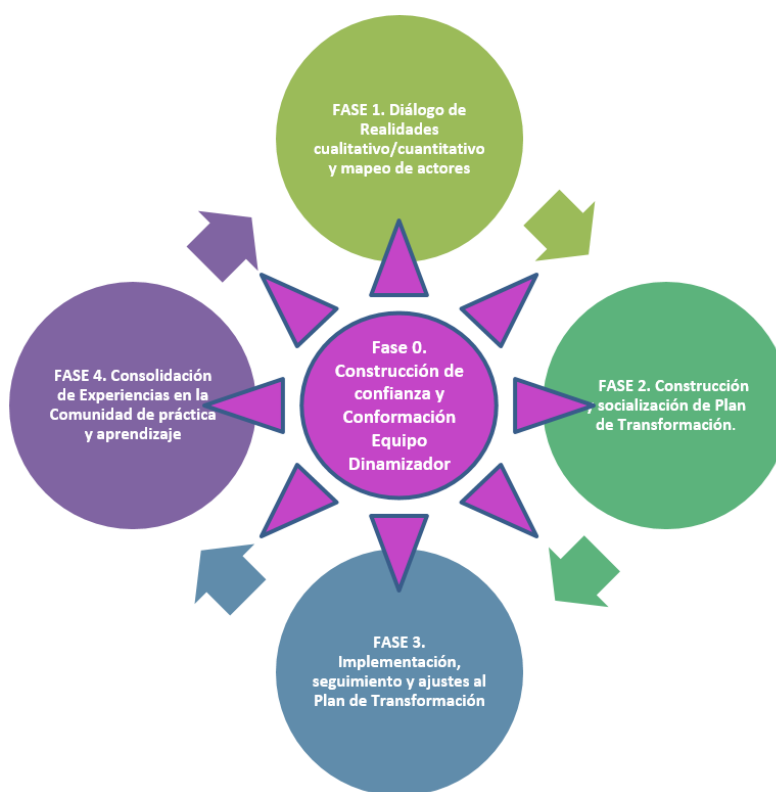 FASE 1. Diálogo de
Realidades
cualitativo/cuantitativo
y mapeo de actores
Fase 0.
Construcción de
confianza y
Conformación
Equipo
Dinamizador
FASE 2. Construcción
y socialización de Plan
de Transformación.
FASE 3.
Implementación,
seguimiento y ajustes al
Plan de Transformación
FASE 4. Consolidación
de Experiencias en la
Comunidad de práctica
y aprendizaje